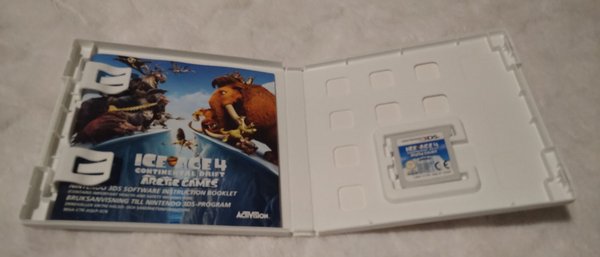 ICE AGE 4
CONTINENTAL DRIFT
ARCTIC GAMES
NINTENDO 3DS SOFTWARE INSTRUCTION BOOKLET
BRUKSANVISNING TILL NINTENDO 3DS-PROGRAM
ACTIVISION
NINTENDO 3DS
ICE AGE 4